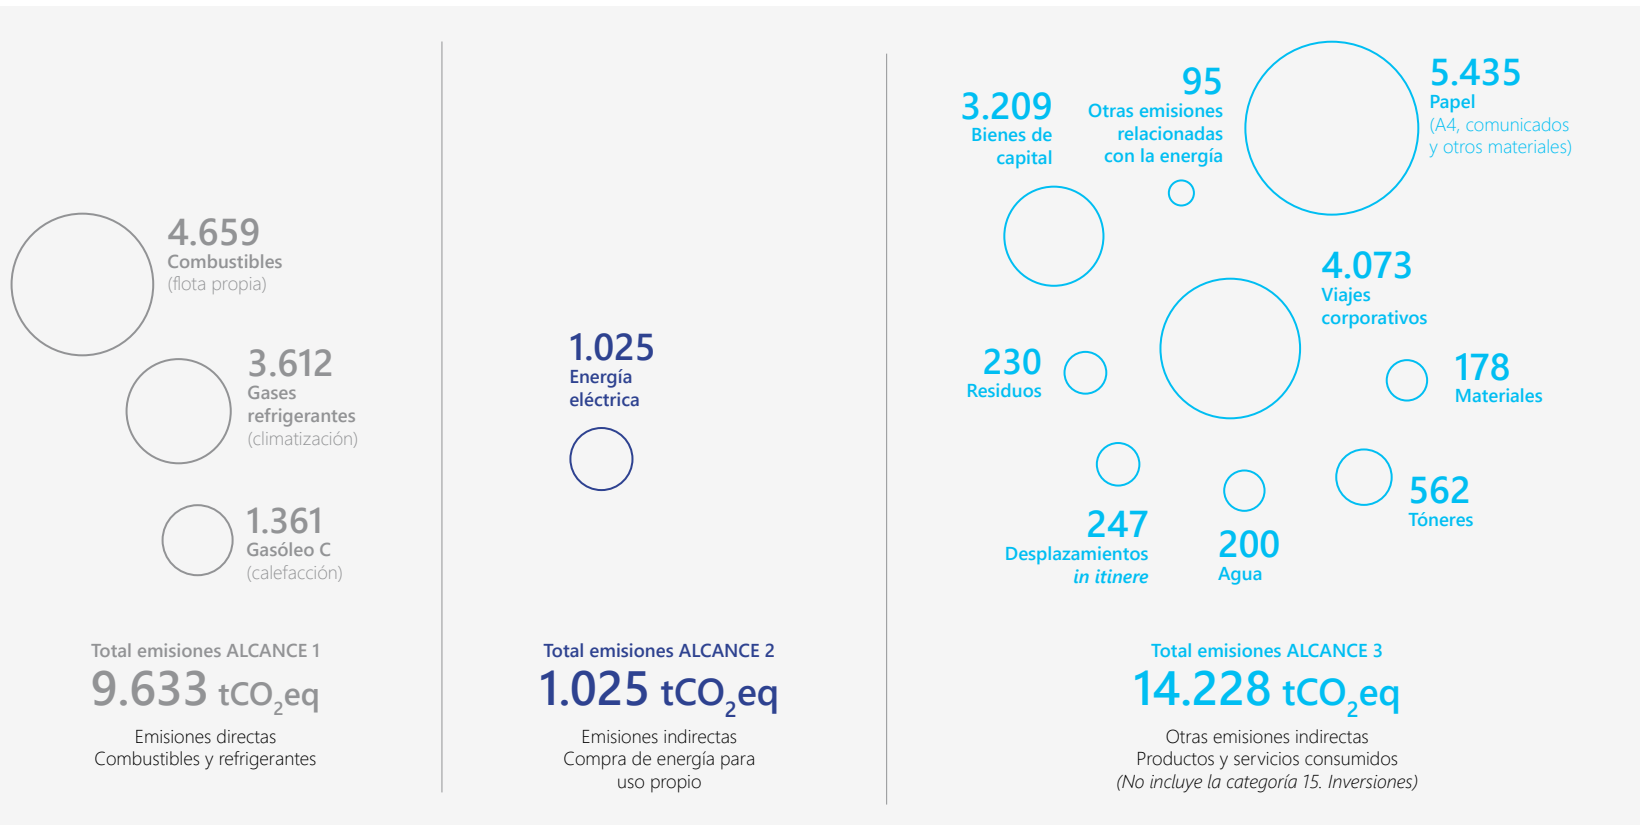 4.659
Combustibles
(flota propia)
3.612
Gases
refrigerantes
(climatización)
1.361
Gasóleo C
(calefacción)
Total emisiones ALCANCE 1
9.633 tCO₂eq
Emisiones directas
Combustibles y refrigerantes
1.025
Energía
eléctrica
Total emisiones ALCANCE 2
1.025 tCO₂eq
Emisiones indirectas
Compra de energía para
uso propio
3.209
Bienes de
capital
95
Otras emisiones
relacionadas
con la energía
5.435
Papel
(A4, comunicados
y otros materiales)
4.073
Viajes
corporativos
230
Residuos
178
Materiales
247
Desplazamientos
in itinere
200
Agua
562
Tóneres
Total emisiones ALCANCE 3
14.228 tCO₂eq
Otras emisiones indirectas
Productos y servicios consumidos
(No incluye la categoría 15. Inversiones)